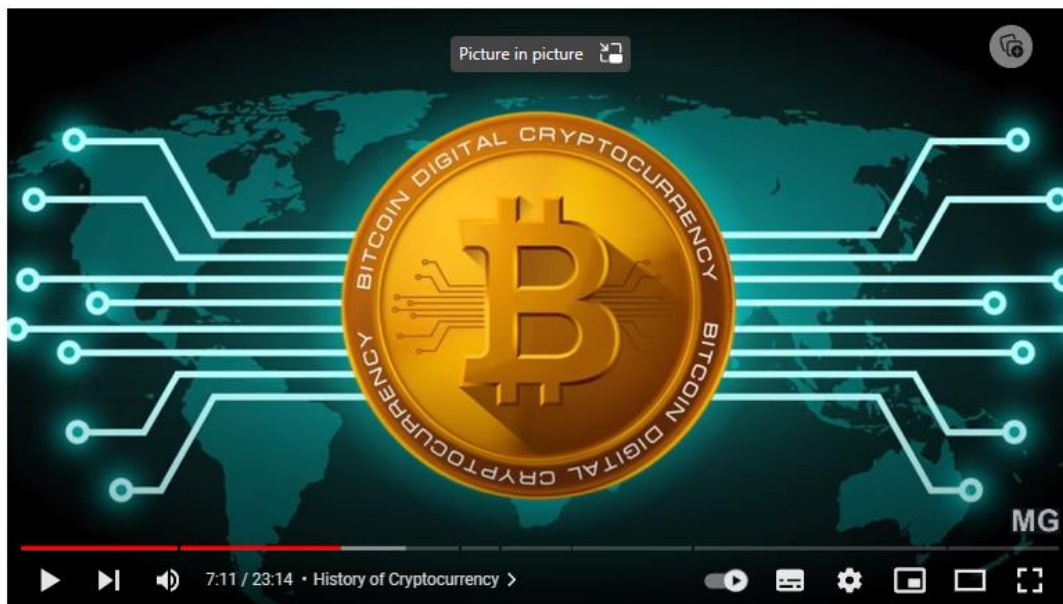 Picture in picture
BITCOIN DIGITAL CRYPTOCURRENCY
BITCOIN DIGITAL CRYPTOCURRENCY
MG
7:11 / 23:14 • History of Cryptocurrency >